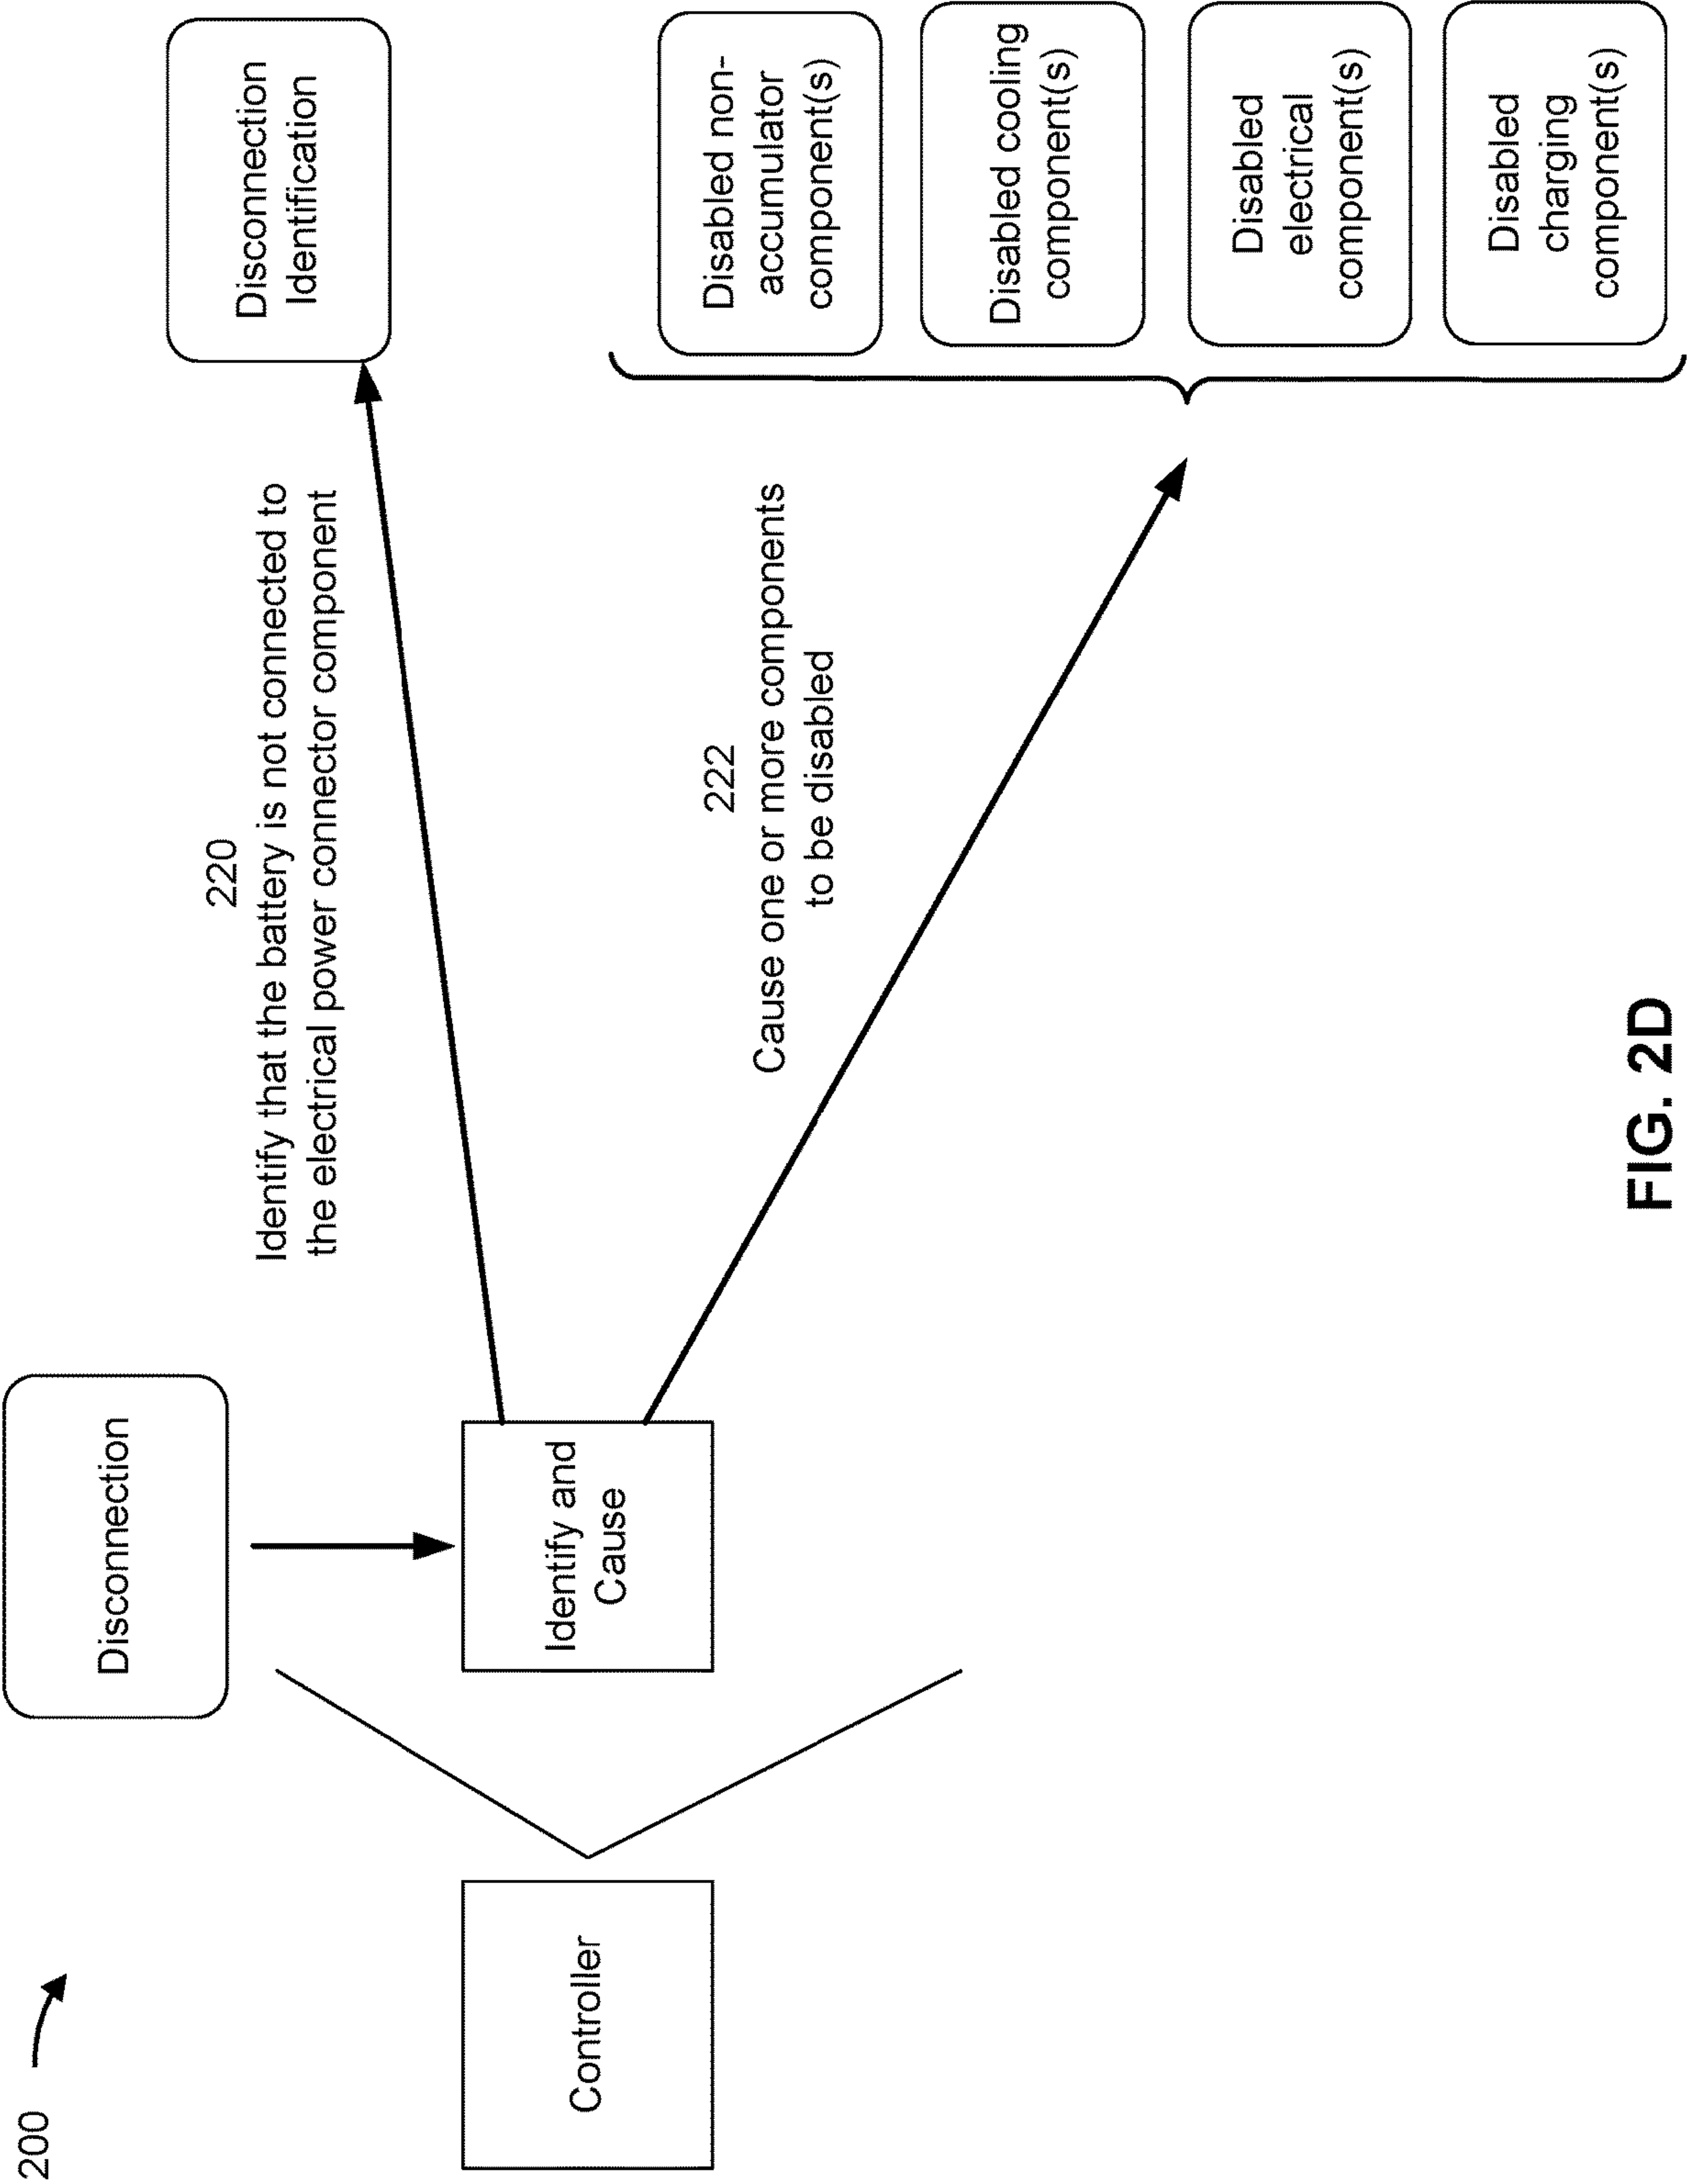 200
Disconnection
Controller
Identify and
Cause
220
Identify that the battery is not connected to
the electrical power connector component
222
Cause one or more components
to be disabled
Disconnection
Identification
Disabled non-
accumulator
component(s)
Disabled cooling
component(s)
Disabled
electrical
component(s)
Disabled
charging
component(s)
FIG. 2D